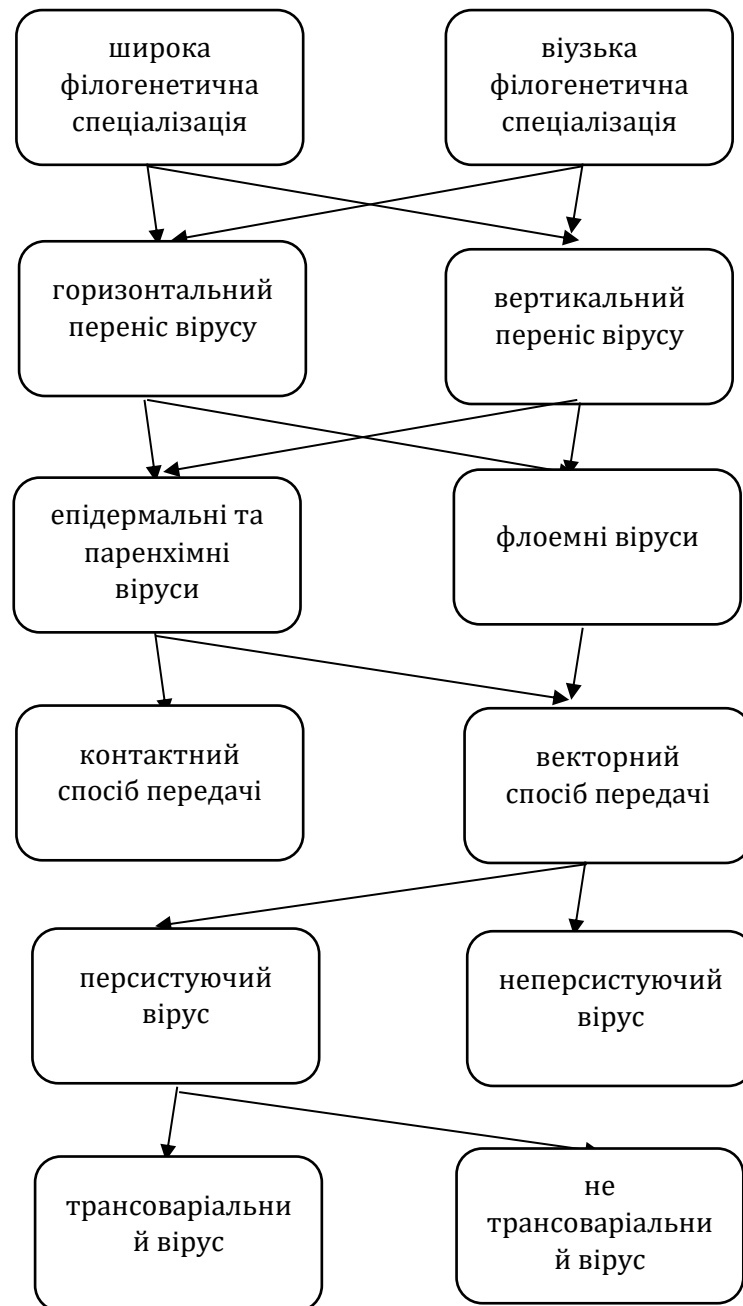 широка
філогенетична
спеціалізація
віузька
філогенетична
спеціалізація
горизонтальний
переніс вірусу
вертикальний
переніс вірусу
епідермальні та
паренхімні
віруси
флоемні віруси
контактний
спосіб передачі
векторний
спосіб передачі
персистуючий
вірус
неперсистуючий
вірус
трансоваріальни
й вірус
не
трансоваріальни
й вірус